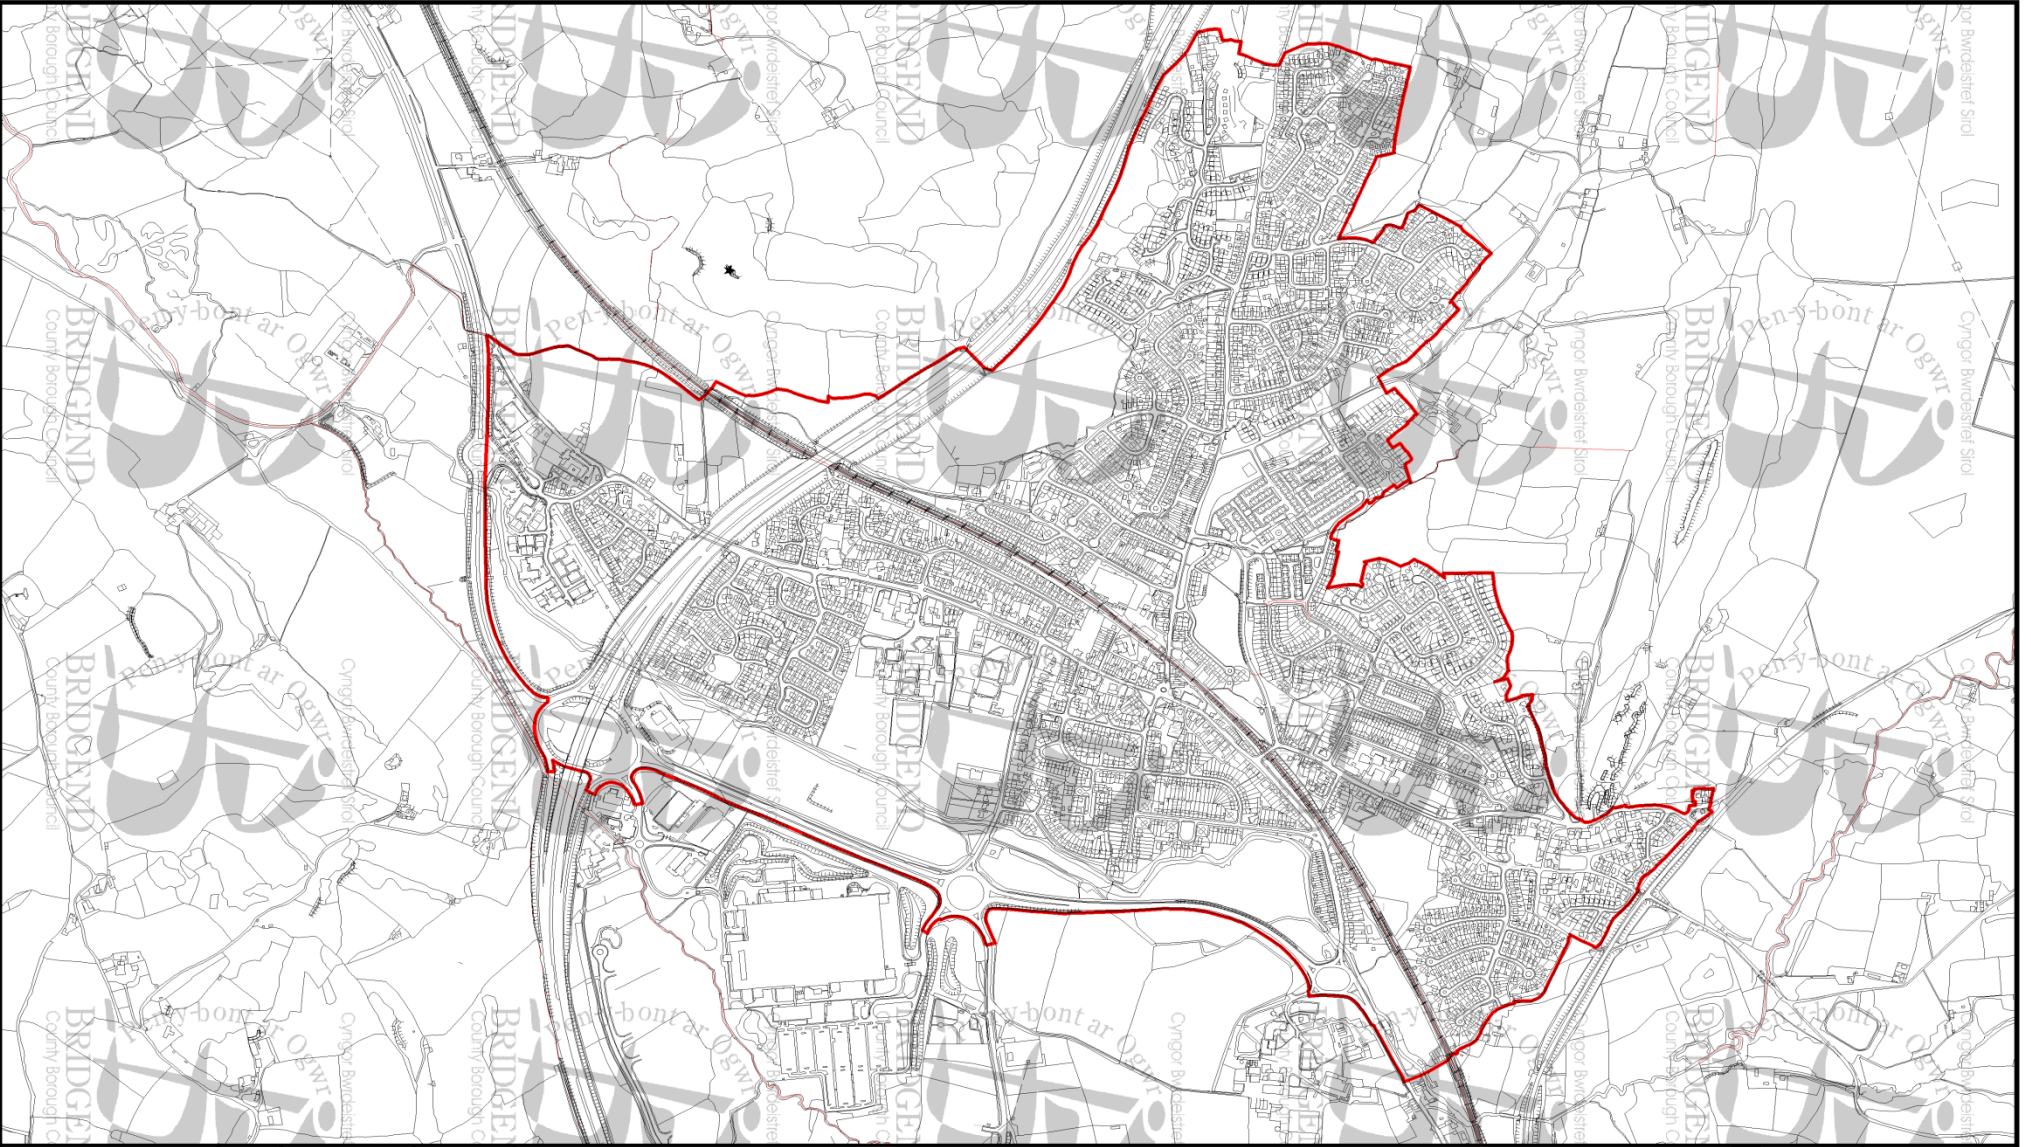 Pen-y-bont ar Ogwr
BRIDGEND
County Borough Council
Cyngor Bwrdeistref Sirol